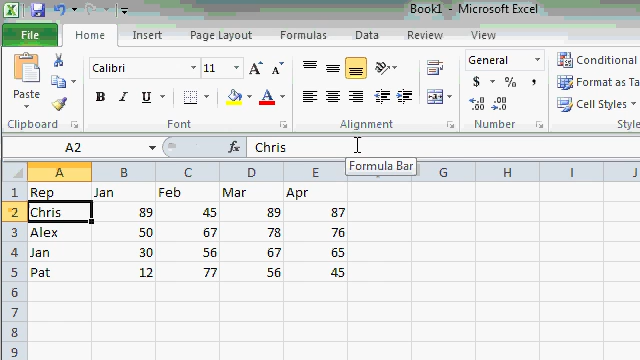 Book1 - Microsoft Excel
File Home Insert Page Layout Formulas Data Review View
Calibri 11 A A General Conditional
Paste B I U A $ % , Format as Ta
.0 .00 .00 .0 Cell Styles
Clipboard Font Alignment Number Style
A2 fx Chris
Formula Bar
A B C D E F G H I J
1 Rep Jan Feb Mar Apr
2 Chris 89 45 89 87
3 Alex 50 67 78 76
4 Jan 30 56 67 65
5 Pat 12 77 56 45
6
7
8
9